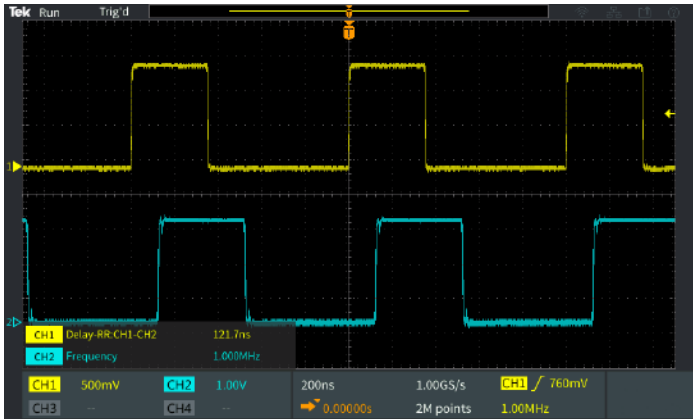 Tek Run Trig'd
T
T
1
2
CH1 Delay-RR:CH1-CH2 121.7ns
CH2 Frequency 1.000MHz
CH1 500mV CH2 1.00V 200ns 1.00GS/s CH1 760mV
CH3 -- CH4 -- 0.00000s 2M points 1.00MHz